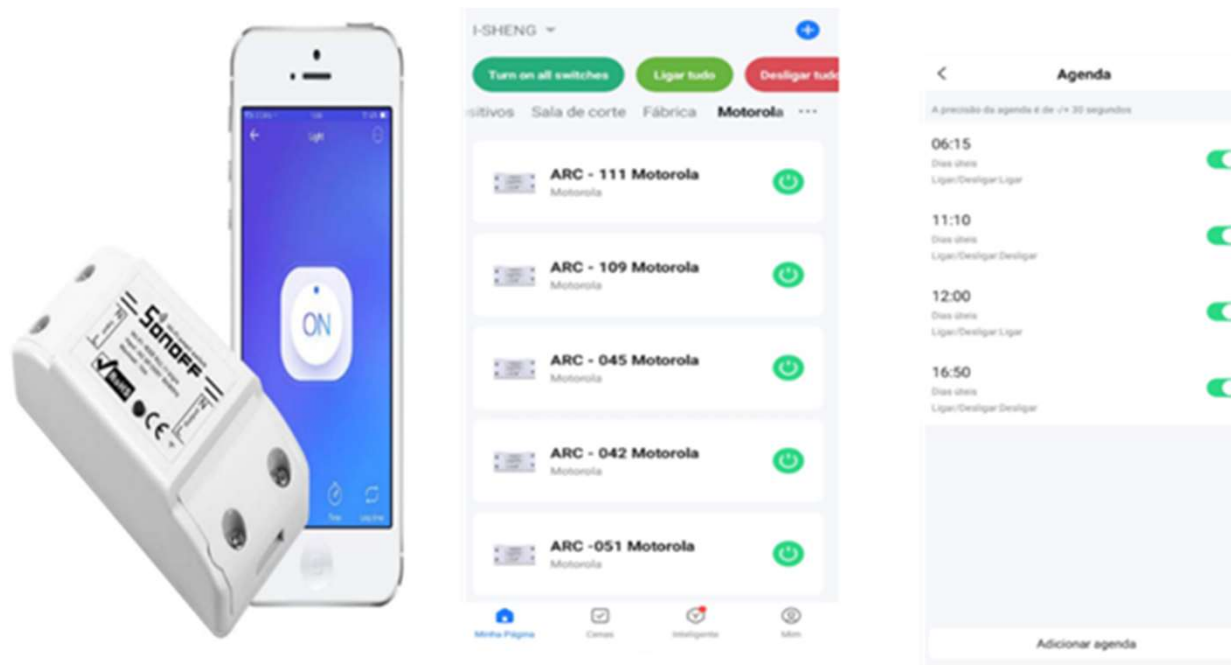 SONOFF
Light
ON
I-SHENG
Turn on all switches
Ligar tudo
Desligar tud
sitivos
Sala de corte
Fábrica
Motorola
ARC - 111 Motorola
Motorola
ARC - 109 Motorola
Motorola
ARC - 045 Motorola
Motorola
ARC - 042 Motorola
Motorola
ARC -051 Motorola
Motorola
Minha Página
Cenas
Inteligente
Mim
Agenda
A precisão da agenda é de -/+ 30 segundos
06:15
Dias úteis
Ligar/Desligar:Ligar
11:10
Dias úteis
Ligar/Desligar:Desligar
12:00
Dias úteis
Ligar/Desligar:Ligar
16:50
Dias úteis
Ligar/Desligar:Desligar
Adicionar agenda